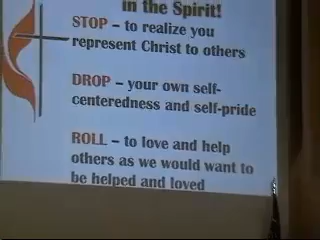 in the Spirit!
STOP – to realize you
represent Christ to others
DROP – your own self-
centeredness and self-pride
ROLL – to love and help
others as we would want to
be helped and loved